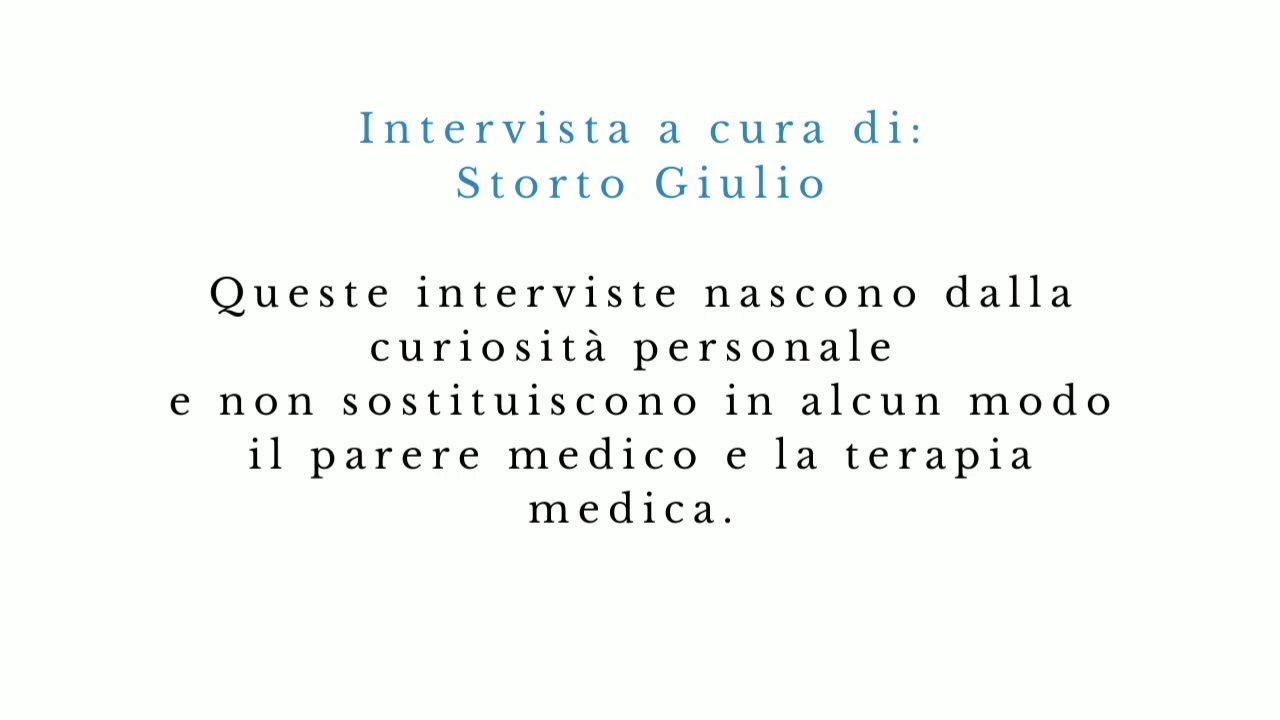 Intervista a cura di:
Storto Giulio
Queste interviste nascono dalla
curiosità personale
e non sostituiscono in alcun modo
il parere medico e la terapia
medica.